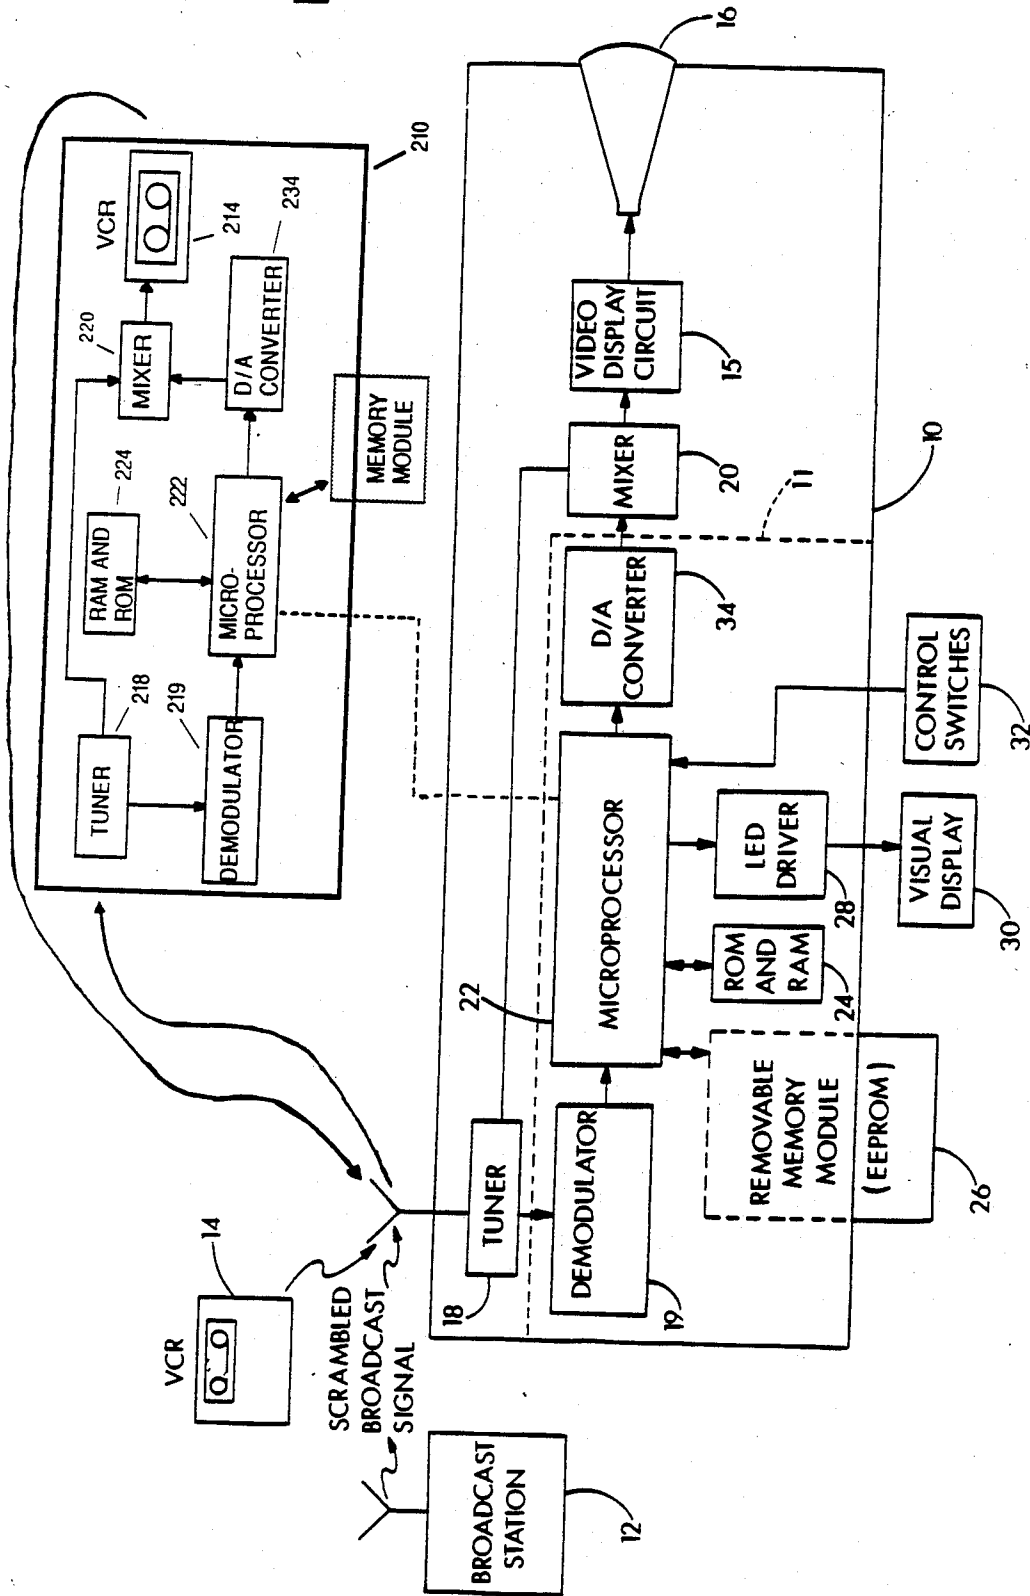 VCR
14
SCRAMBLED
BROADCAST
SIGNAL
BROADCAST
STATION
12
TUNER
218
219
DEMODULATOR
RAM AND
ROM
224
222
MICRO-
PROCESSOR
220
MIXER
VCR
214
D/A
CONVERTER
234
MEMORY
MODULE
210
18
TUNER
DEMODULATOR
19
22
MICROPROCESSOR
D/A
CONVERTER
34
MIXER
20
VIDEO
DISPLAY
CIRCUIT
15
16
11
10
REMOVABLE
MEMORY
MODULE
(EEPROM)
26
ROM
AND
RAM
24
LED
DRIVER
28
VISUAL
DISPLAY
30
CONTROL
SWITCHES
32